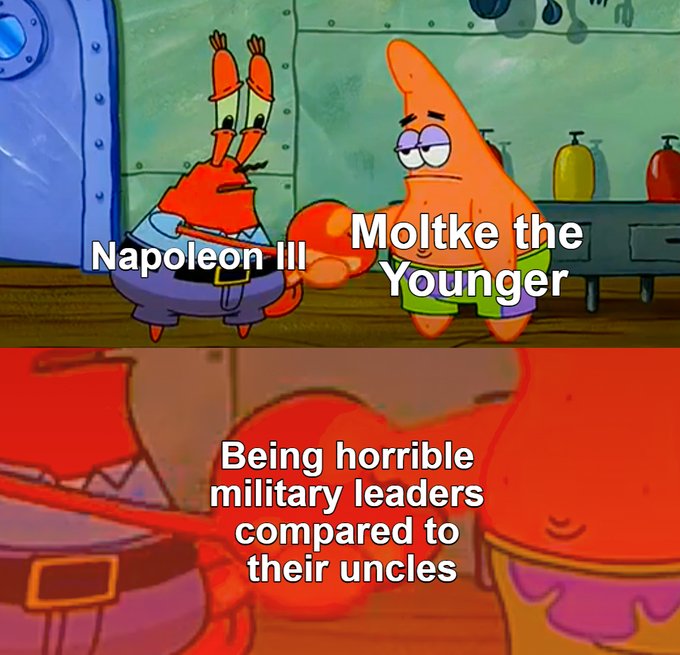 Napoleon III
Moltke the
Younger
Being horrible
military leaders
compared to
their uncles